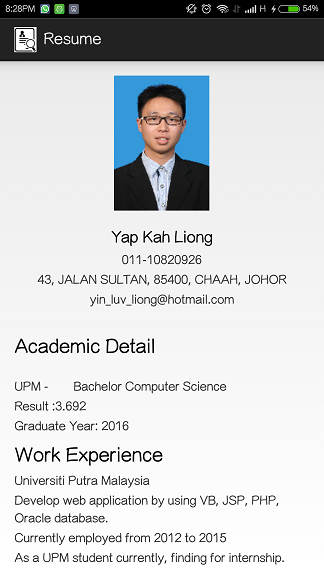 8:28PM
H
54%
Resume
Yap Kah Liong
011-10820926
43, JALAN SULTAN, 85400, CHAAH, JOHOR
yin_luv_liong@hotmail.com
Academic Detail
UPM - Bachelor Computer Science
Result :3.692
Graduate Year: 2016
Work Experience
Universiti Putra Malaysia
Develop web application by using VB, JSP, PHP,
Oracle database.
Currently employed from 2012 to 2015
As a UPM student currently, finding for internship.